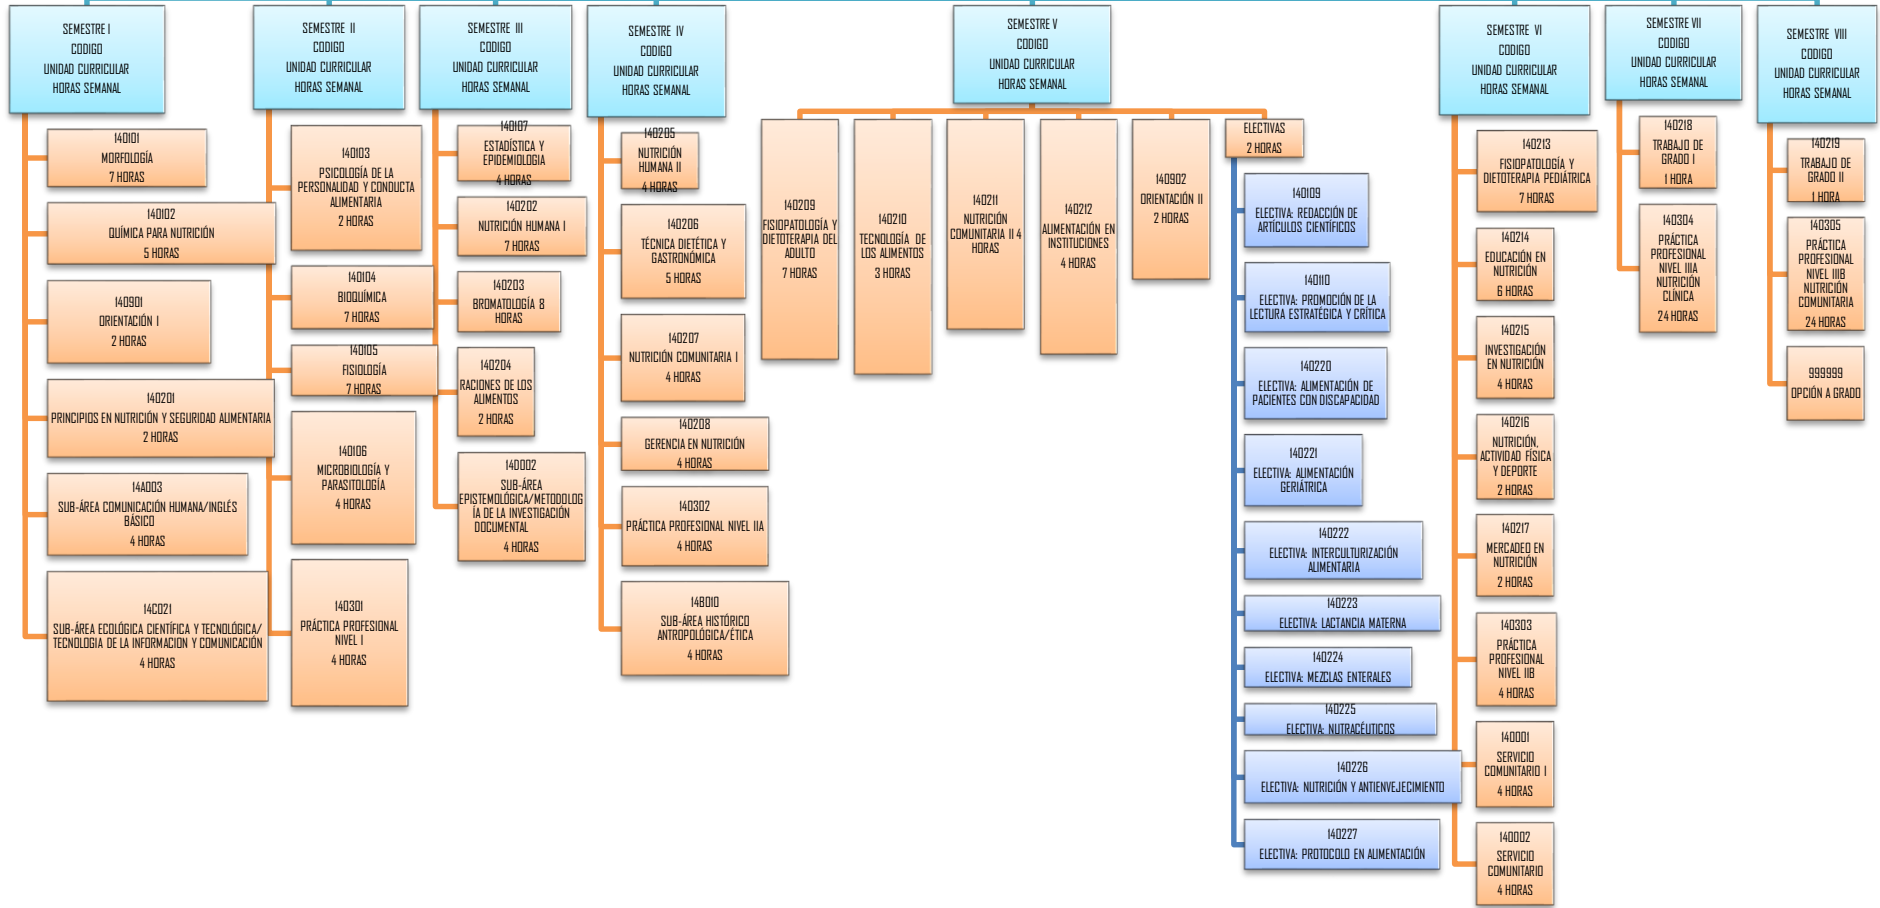 SEMESTRE I
CODIGO
UNIDAD CURRICULAR
HORAS SEMANAL
140101
MORFOLOGÍA
7 HORAS
140102
QUÍMICA PARA NUTRICIÓN
5 HORAS
140901
ORIENTACIÓN I
2 HORAS
140201
PRINCIPIOS EN NUTRICIÓN Y SEGURIDAD ALIMENTARIA
2 HORAS
14A003
SUB-ÁREA COMUNICACIÓN HUMANA/INGLÉS
BÁSICO
4 HORAS
14C021
SUB-ÁREA ECOLÓGICA CIENTÍFICA Y TECNOLÓGICA/
TECNOLOGIA DE LA INFORMACION Y COMUNICACIÓN
4 HORAS
SEMESTRE II
CODIGO
UNIDAD CURRICULAR
HORAS SEMANAL
140103
PSICOLOGÍA DE LA
PERSONALIDAD Y CONDUCTA
ALIMENTARIA
2 HORAS
140104
BIOQUÍMICA
7 HORAS
140105
FISIOLOGÍA
7 HORAS
140106
MICROBIOLOGÍA Y
PARASITOLOGÍA
4 HORAS
140301
PRÁCTICA PROFESIONAL
NIVEL I
4 HORAS
SEMESTRE III
CODIGO
UNIDAD CURRICULAR
HORAS SEMANAL
140107
ESTADÍSTICA Y
EPIDEMIOLOGIA
4 HORAS
140202
NUTRICIÓN HUMANA I
7 HORAS
140203
BROMATOLOGÍA 8
HORAS
140204
RACIONES DE LOS
ALIMENTOS
2 HORAS
14D002
SUB-ÁREA
EPISTEMOLÓGICA/METODOLOG
ÍA DE LA INVESTIGACIÓN
DOCUMENTAL
4 HORAS
SEMESTRE IV
CODIGO
UNIDAD CURRICULAR
HORAS SEMANAL
140205
NUTRICIÓN
HUMANA II
4 HORAS
140206
TÉCNICA DIETÉTICA Y
GASTRONÓMICA
5 HORAS
140207
NUTRICIÓN COMUNITARIA I
4 HORAS
140208
GERENCIA EN NUTRICIÓN
4 HORAS
140302
PRÁCTICA PROFESIONAL NIVEL IIA
4 HORAS
14B010
SUB-ÁREA HISTÓRICO
ANTROPOLÓGICA/ÉTICA
4 HORAS
SEMESTRE V
CODIGO
UNIDAD CURRICULAR
HORAS SEMANAL
140209
FISIOPATOLOGÍA Y
DIETOTERAPIA DEL
ADULTO
7 HORAS
140210
TECNOLOGÍA DE
LOS ALIMENTOS
3 HORAS
140211
NUTRICIÓN
COMUNITARIA II 4
HORAS
140212
ALIMENTACIÓN EN
INSTITUCIONES
4 HORAS
140902
ORIENTACIÓN II
2 HORAS
ELECTIVAS
2 HORAS
140109
ELECTIVA: REDACCIÓN DE
ARTÍCULOS CIENTÍFICOS
140110
ELECTIVA: PROMOCIÓN DE LA
LECTURA ESTRATÉGICA Y CRÍTICA
140220
ELECTIVA: ALIMENTACIÓN DE
PACIENTES CON DISCAPACIDAD
140221
ELECTIVA: ALIMENTACIÓN
GERIÁTRICA
140222
ELECTIVA: INTERCULTURIZACIÓN
ALIMENTARIA
140223
ELECTIVA: LACTANCIA MATERNA
140224
ELECTIVA: MEZCLAS ENTERALES
140225
ELECTIVA: NUTRACÉUTICOS
140226
ELECTIVA: NUTRICIÓN Y ANTIENVEJECIMIENTO
140227
ELECTIVA: PROTOCOLO EN ALIMENTACIÓN
SEMESTRE VI
CODIGO
UNIDAD CURRICULAR
HORAS SEMANAL
140213
FISIOPATOLOGÍA Y
DIETOTERAPIA PEDIÁTRICA
7 HORAS
140214
EDUCACIÓN EN
NUTRICIÓN
6 HORAS
140215
INVESTIGACIÓN
EN NUTRICIÓN
4 HORAS
140216
NUTRICIÓN,
ACTIVIDAD FÍSICA
Y DEPORTE
2 HORAS
140217
MERCADEO EN
NUTRICIÓN
2 HORAS
140303
PRÁCTICA
PROFESIONAL
NIVEL IIB
4 HORAS
140001
SERVICIO
COMUNITARIO I
4 HORAS
140002
SERVICIO
COMUNITARIO
4 HORAS
SEMESTRE VII
CODIGO
UNIDAD CURRICULAR
HORAS SEMANAL
140218
TRABAJO DE
GRADO I
1 HORA
140304
PRÁCTICA
PROFESIONAL
NIVEL IIIA
NUTRICIÓN
CLÍNICA
24 HORAS
SEMESTRE VIII
CODIGO
UNIDAD CURRICULAR
HORAS SEMANAL
140219
TRABAJO DE
GRADO II
1 HORA
140305
PRÁCTICA
PROFESIONAL
NIVEL IIIB
NUTRICIÓN
COMUNITARIA
24 HORAS
999999
OPCIÓN A GRADO